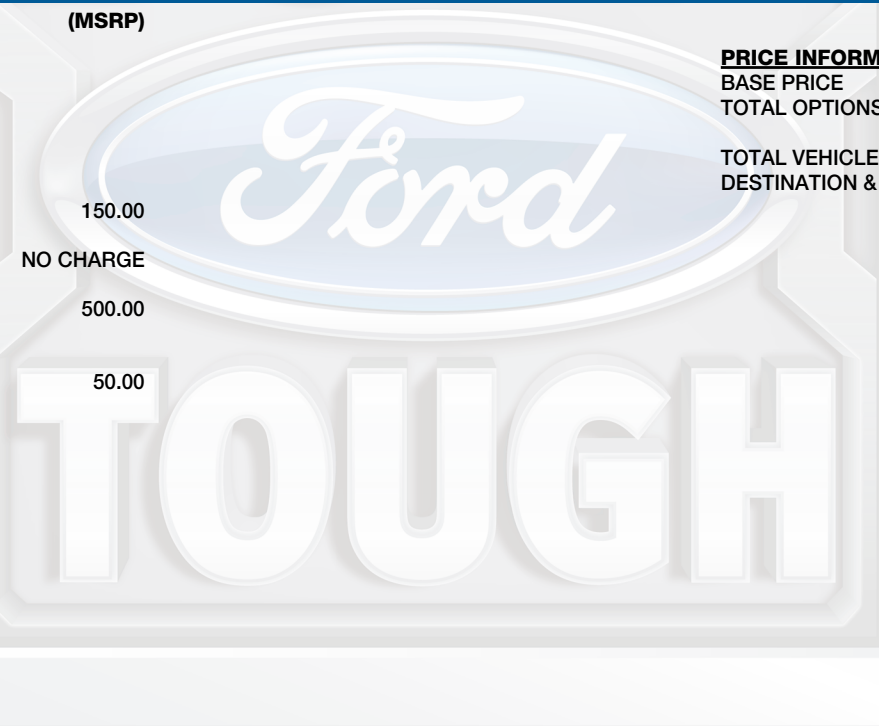 (MSRP)
150.00
NO CHARGE
500.00
50.00
PRICE INFORM
BASE PRICE
TOTAL OPTIONS
TOTAL VEHICLE
DESTINATION &
Ford
TOUGH